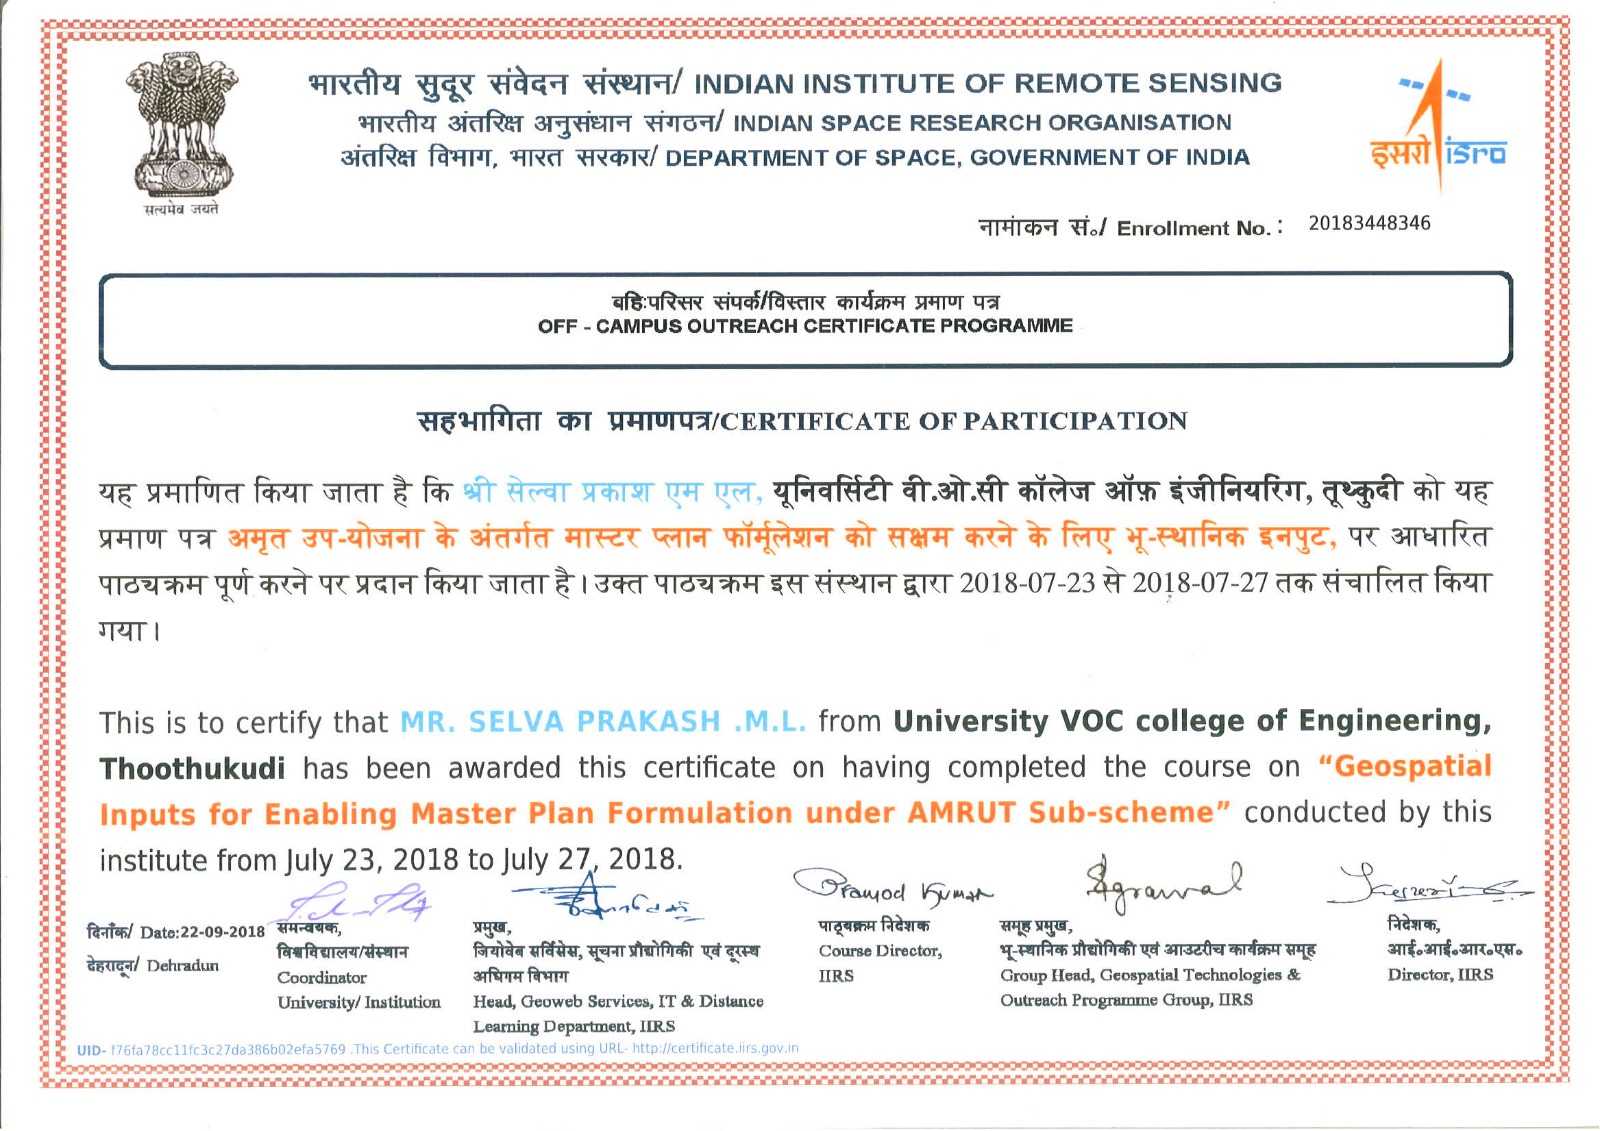 भारतीय सुदूर संवेदन संस्थान/ INDIAN INSTITUTE OF REMOTE SENSING
भारतीय अंतरिक्ष अनुसंधान संगठन/ INDIAN SPACE RESEARCH ORGANISATION
अंतरिक्ष विभाग, भारत सरकार/ DEPARTMENT OF SPACE, GOVERNMENT OF INDIA
सत्यमेव जयते
इसरो isro
नामांकन सं॰/ Enrollment No. : 20183448346
बहिःपरिसर संपर्क/विस्तार कार्यक्रम प्रमाण पत्र
OFF - CAMPUS OUTREACH CERTIFICATE PROGRAMME
सहभागिता का प्रमाणपत्र/CERTIFICATE OF PARTICIPATION
यह प्रमाणित किया जाता है कि श्री सेल्वा प्रकाश एम एल, यूनिवर्सिटी वी.ओ.सी कॉलेज ऑफ़ इंजीनियरिंग, तूथ्कुदी को यह
प्रमाण पत्र अमृत उप-योजना के अंतर्गत मास्टर प्लान फॉर्मूलेशन को सक्षम करने के लिए भू-स्थानिक इनपुट, पर आधारित
पाठ्यक्रम पूर्ण करने पर प्रदान किया जाता है। उक्त पाठ्यक्रम इस संस्थान द्वारा 2018-07-23 से 2018-07-27 तक संचालित किया
गया।
This is to certify that MR. SELVA PRAKASH .M.L. from University VOC college of Engineering,
Thoothukudi has been awarded this certificate on having completed the course on “Geospatial
Inputs for Enabling Master Plan Formulation under AMRUT Sub-scheme” conducted by this
institute from July 23, 2018 to July 27, 2018.
Pramod Kumar
Agrawal
दिनाँक/ Date:22-09-2018
देहरादून/ Dehradun
समन्वयक,
विश्वविद्यालय/संस्थान
Coordinator
University/ Institution
प्रमुख,
जियोवेब सर्विसेस, सूचना प्रौद्योगिकी एवं दूरस्थ
अधिगम विभाग
Head, Geoweb Services, IT & Distance
Learning Department, IIRS
पाठ्यक्रम निदेशक
Course Director,
IIRS
समूह प्रमुख,
भू-स्थानिक प्रौद्योगिकी एवं आउटरीच कार्यक्रम समूह
Group Head, Geospatial Technologies &
Outreach Programme Group, IIRS
निदेशक,
आई॰आई॰आर॰एस॰
Director, IIRS
UID- f76fa78cc11fc3c27da386b02efa5769 .This Certificate can be validated using URL- http://certificate.iirs.gov.in